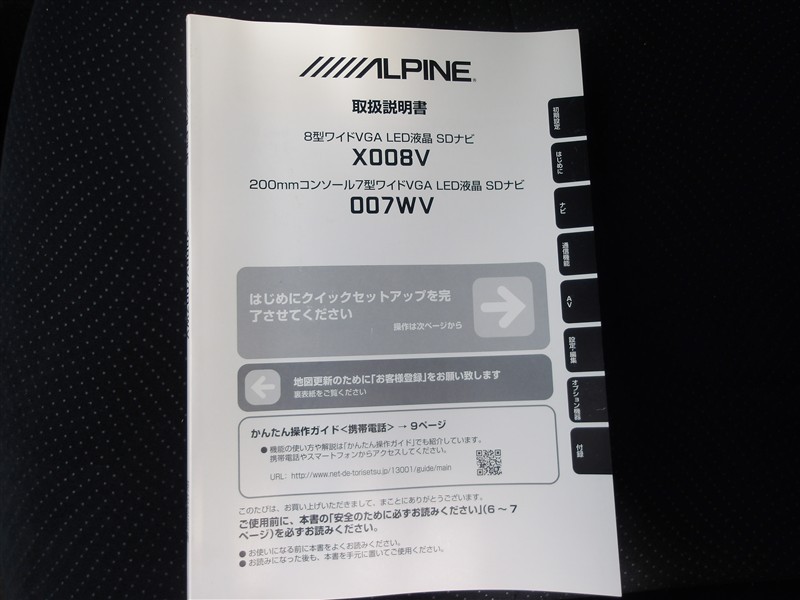 ALPINE
取扱説明書
8型ワイドVGA LED液晶 SDナビ
X008V
200mmコンソール7型ワイドVGA LED液晶 SDナビ
007WV
はじめにクイックセットアップを完
了させてください
操作は次ページから
地図更新のために「お客様登録」をお願い致します
裏表紙をご覧ください
かんたん操作ガイド<携帯電話> → 9ページ
● 機能の使い方や解説は「かんたん操作ガイド」でも紹介しています。
携帯電話やスマートフォンからアクセスしてください。
URL: http://www.net-de-torisetsu.jp/13001/guide/main
このたびは、お買い上げいただきまして、まことにありがとうございます。
ご使用前に、本書の「安全のために必ずお読みください」(6 ～ 7
ページ)を必ずお読みください。
● お使いになる前に本書をよくお読みください。
● お読みになった後も、本書を手元に置いてご使用ください。
初期設定
はじめに
ナビ
通信機能
AV
設定・編集
オプション機器
付録